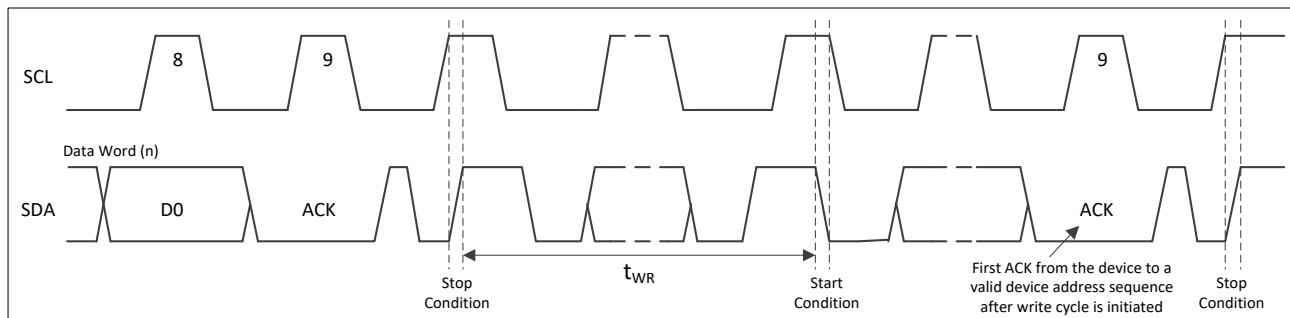 SCL
8
9
9
Data Word (n)
SDA
D0
ACK
ACK
tWR
Stop
Condition
Start
Condition
First ACK from the device to a
valid device address sequence
after write cycle is initiated
Stop
Condition